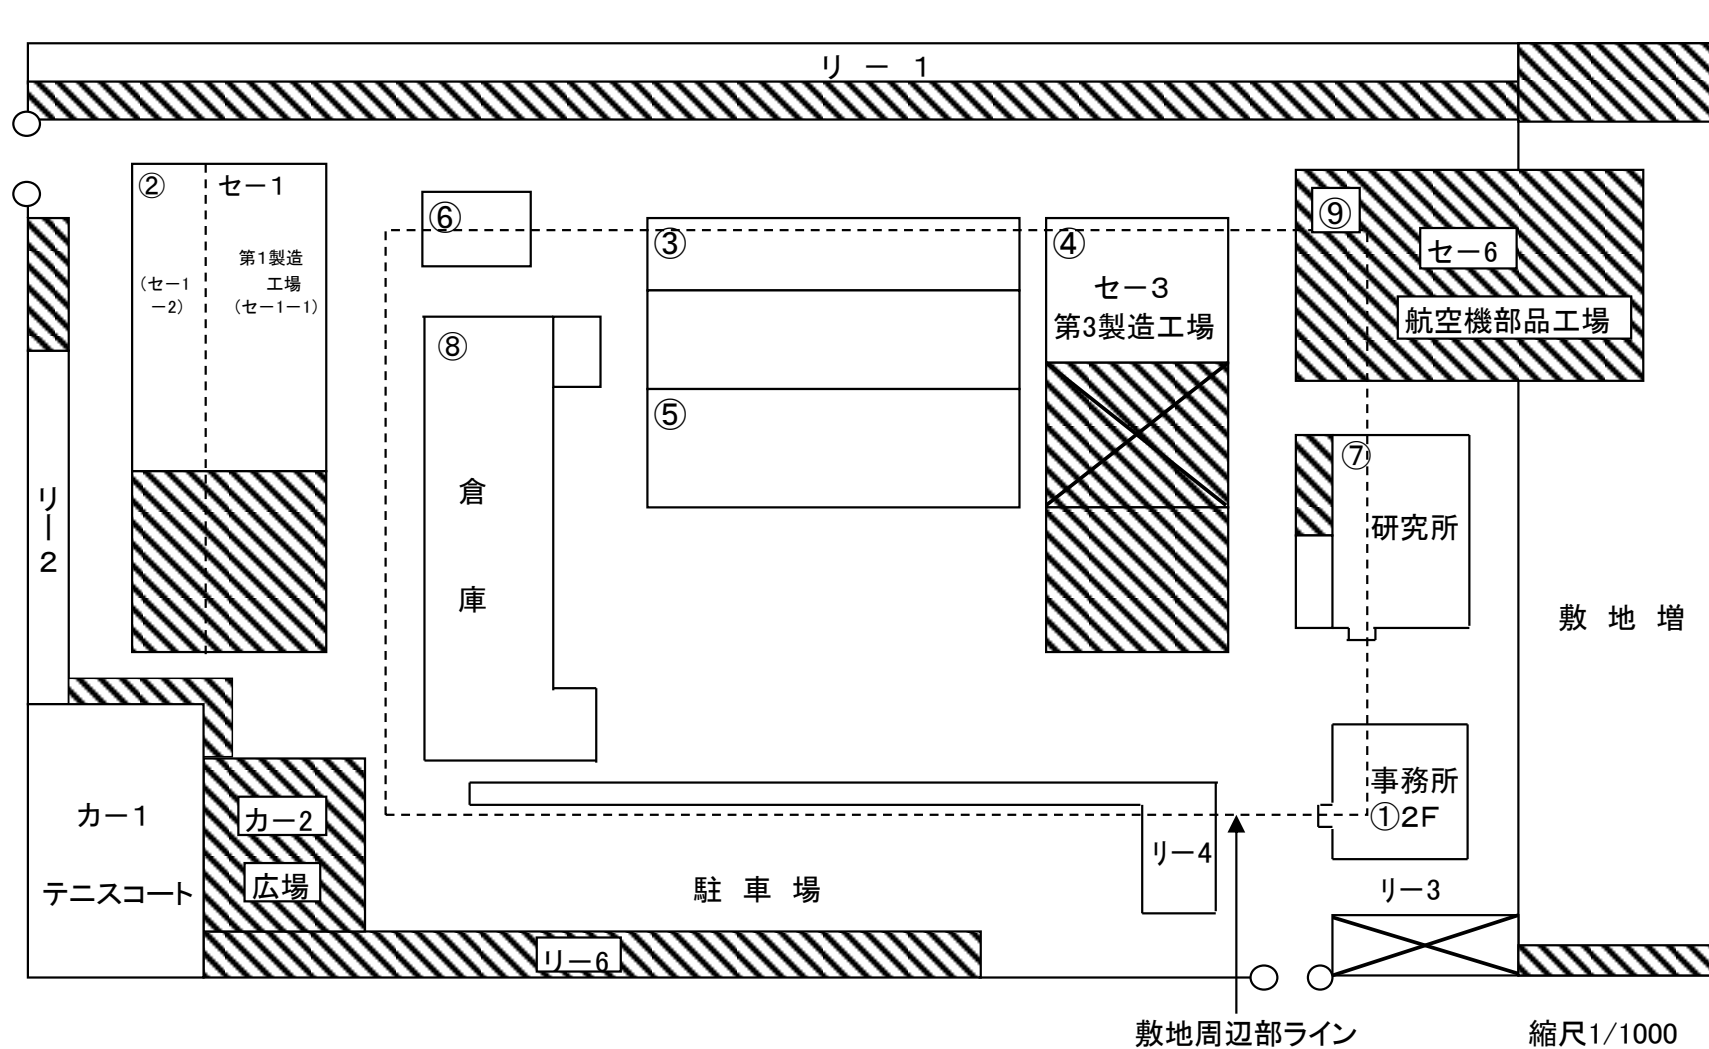 リ ー 1
② セー1
⑥
⑨
③
④
セー6
第1製造
工場
(セー1ー1)
(セー1
ー2)
セー3
第3製造工場
航空機部品工場
⑧
⑤
⑦
倉
庫
研究所
リー2
敷 地 増
事務所
①2F
カー1
テニスコート
カー2
広場
リー4
駐 車 場
リー3
リー6
敷地周辺部ライン
縮尺1/1000